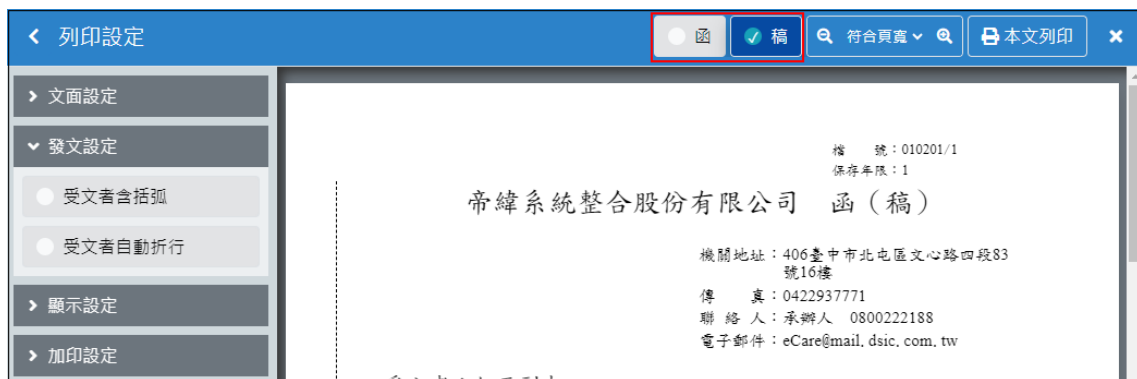 列印設定
函
稿
符合頁寬
本文列印
文面設定
發文設定
受文者含括弧
受文者自動折行
顯示設定
加印設定
檔　　號：010201/1
保存年限：1
帝緯系統整合股份有限公司　函（稿）
機關地址：406臺中市北屯區文心路四段83
號16樓
傳　　真：0422937771
聯 絡 人：承辦人　0800222188
電子郵件：eCare@mail.dsic.com.tw